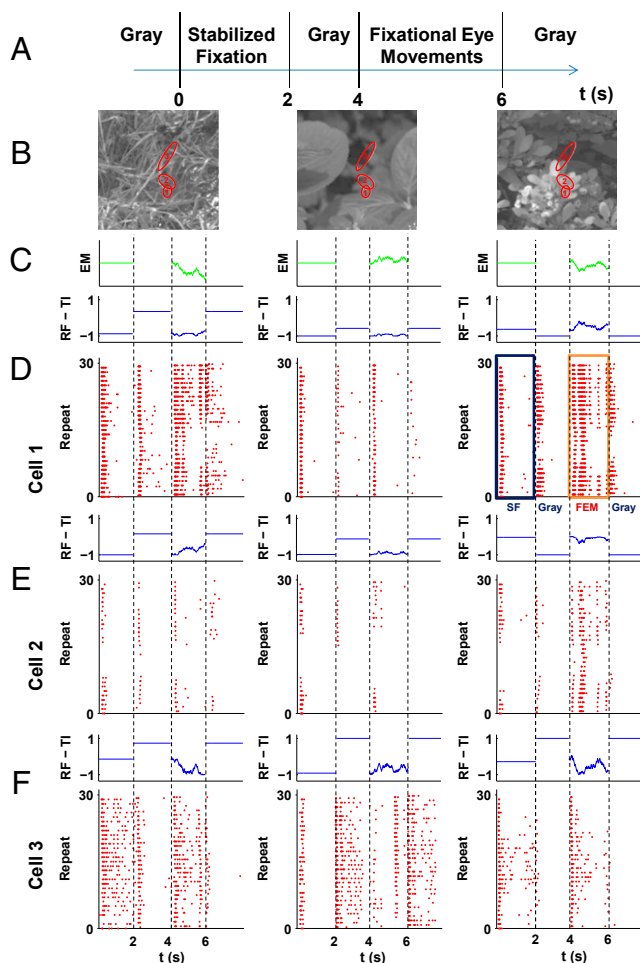 A
Gray
Stabilized Fixation
Gray
Fixational Eye Movements
Gray
0 2 4 6 t (s)
B
2 2 2
1 1
C
EM EM EM
1 1 1
RF – TI RF – TI RF – TI
−1 −1 −1
D
Cell 1
30 30 30
Repeat Repeat Repeat
0 0 0
SF Gray FEM Gray
1 1 1
RF – TI RF – TI RF – TI
−1 −1 −1
E
Cell 2
30 30 30
Repeat Repeat Repeat
0 0 0
1 1 1
RF – TI RF – TI RF – TI
−1 −1 −1
F
Cell 3
30 30 30
Repeat Repeat Repeat
0 0 0
2 4 6 2 4 6 2 4 6
t (s) t (s) t (s)